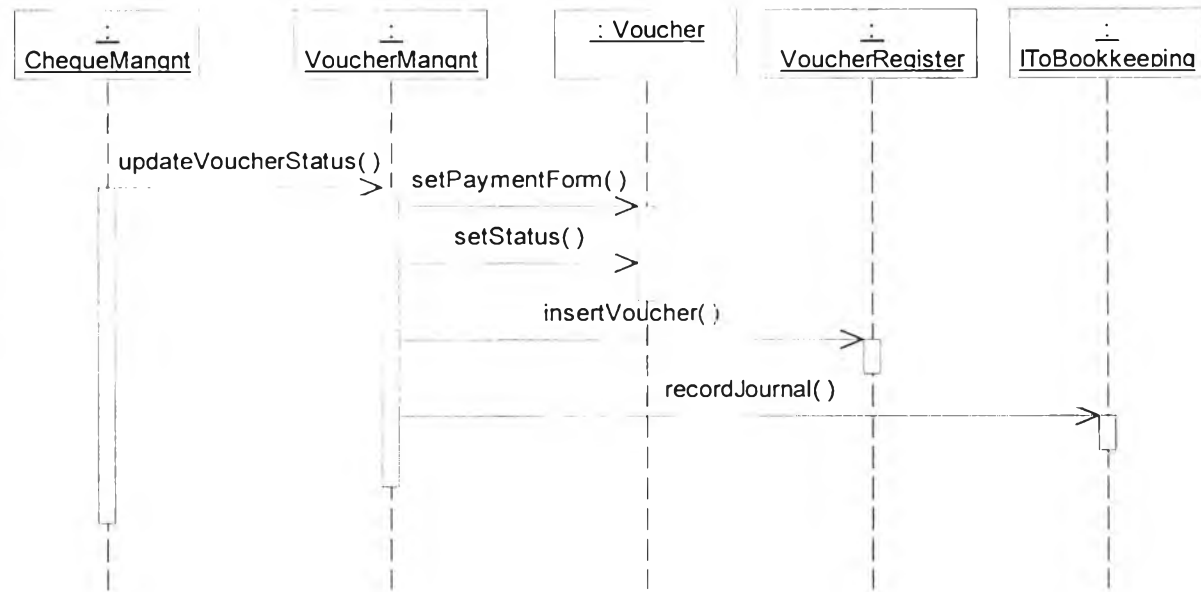 :
ChequeMangnt
:
VoucherMangnt
: Voucher
:
VoucherRegister
:
IToBookkeeping
updateVoucherStatus( )
setPaymentForm( )
setStatus( )
insertVoucher( )
recordJournal( )